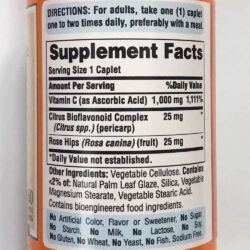 DIRECTIONS: For adults, take one (1) caplet
one to two times daily, preferably with a meal.
Supplement Facts
Serving Size 1 Caplet
Amount Per Serving %Daily Value
Vitamin C (as Ascorbic Acid) 1,000 mg 1,111%
Citrus Bioflavonoid Complex 25 mg *
(Citrus spp.) (pericarp)
Rose Hips (Rosa canina) (fruit) 25 mg *
*Daily Value not established.
Other Ingredients: Vegetable Cellulose. Contains
<2% of: Natural Palm Leaf Glaze, Silica, Vegetable
Magnesium Stearate, Vegetable Stearic Acid.
Contains bioengineered food ingredients.
No Artificial Color, Flavor or Sweetener, No Sugar,
No Starch, No Milk, No Lactose, No Soy,
No Gluten, No Wheat, No Yeast, No Fish, Sodium Free.